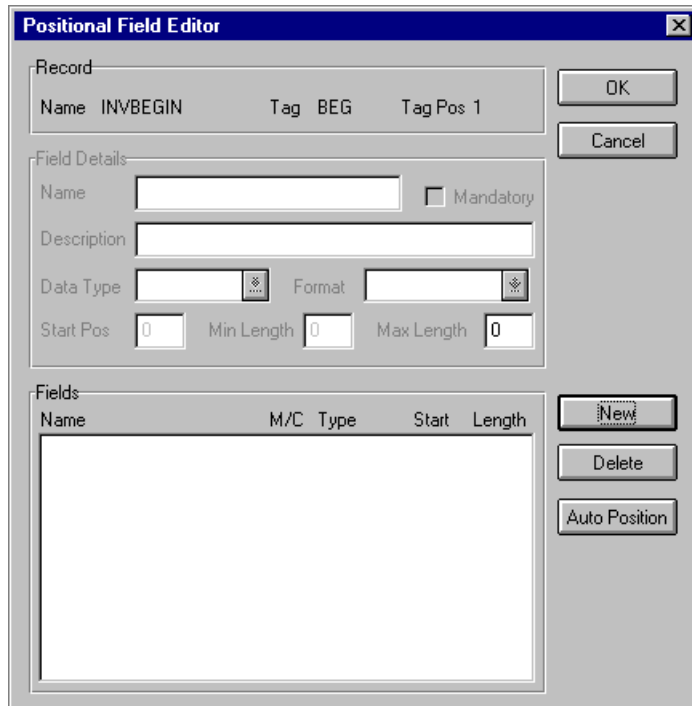 Positional Field Editor
Record
Name INVBEGIN Tag BEG Tag Pos 1
OK
Cancel
Field Details
Name Mandatory
Description
Data Type Format
Start Pos 0 Min Length 0 Max Length 0
Fields
Name M/C Type Start Length
New
Delete
Auto Position